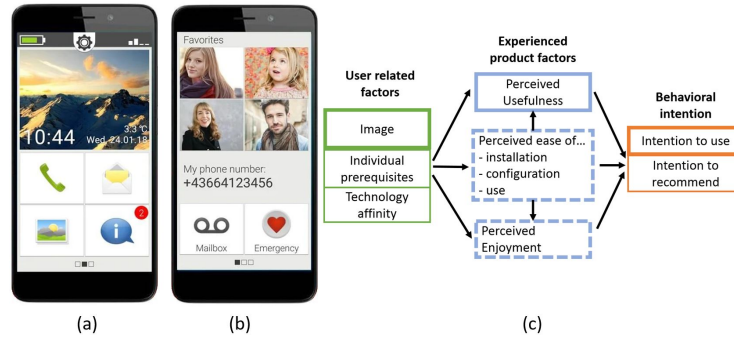 10:44
3.3 °C
Wed, 24.01.18
2
(a)
Favorites
My phone number:
+43664123456
Mailbox
Emergency
(b)
User related
factors
Image
Individual
prerequisites
Technology
affinity
Experienced
product factors
Perceived
Usefulness
Perceived ease of...
- installation
- configuration
- use
Perceived
Enjoyment
Behavioral
intention
Intention to use
Intention to
recommend
(c)